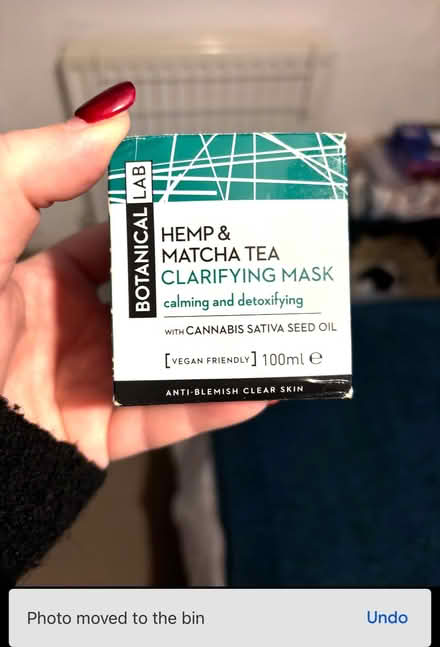 BOTANICAL LAB
HEMP &
MATCHA TEA
CLARIFYING MASK
calming and detoxifying
WITH CANNABIS SATIVA SEED OIL
[VEGAN FRIENDLY] 100ml ℮
ANTI-BLEMISH CLEAR SKIN
Photo moved to the bin Undo